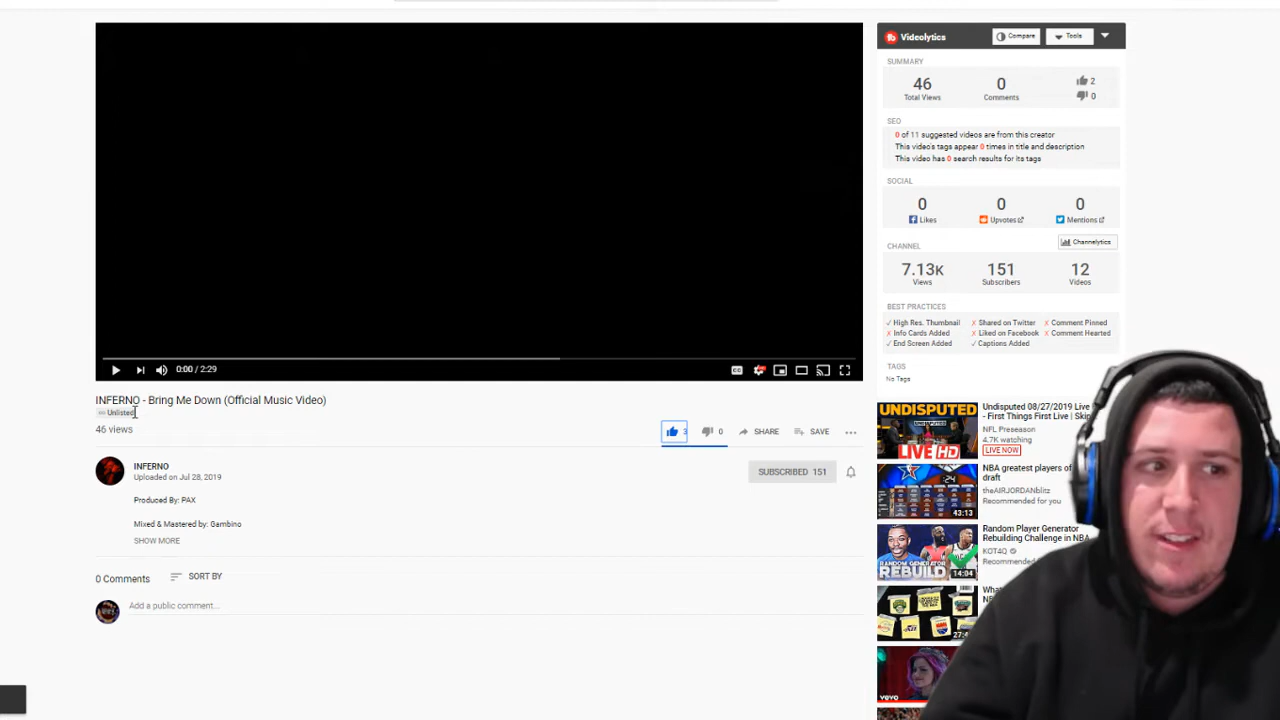 Videolytics
Compare
Tools
SUMMARY
46
Total Views
0
Comments
2
0
SEO
0 of 11 suggested videos are from this creator
This video's tags appear 0 times in title and description
This video has 0 search results for its tags
SOCIAL
0
Likes
0
Upvotes
0
Mentions
CHANNEL
Channelytics
7.13K
Views
151
Subscribers
12
Videos
BEST PRACTICES
✓ High Res. Thumbnail
✗ Shared on Twitter
✗ Comment Pinned
✗ Info Cards Added
✗ Liked on Facebook
✗ Comment Hearted
✓ End Screen Added
✓ Captions Added
TAGS
No Tags
0:00 / 2:29
CC
INFERNO - Bring Me Down (Official Music Video)
Unlisted
46 views
3
0
SHARE
SAVE
INFERNO
Uploaded on Jul 28, 2019
SUBSCRIBED 151
Produced By: PAX
Mixed & Mastered by: Gambino
SHOW MORE
0 Comments
SORT BY
Add a public comment...
UNDISPUTED
LIVE HD
Undisputed 08/27/2019 Live
- First Things First Live | Skip
NFL Preseason
4.7K watching
LIVE NOW
NBA greatest players of
draft
theAIRJORDANblitz
Recommended for you
43:13
Random Player Generator
Rebuilding Challenge in NBA
KOT4Q
Recommended
RANDOM GENERATOR
REBUILD
14:04
vevo